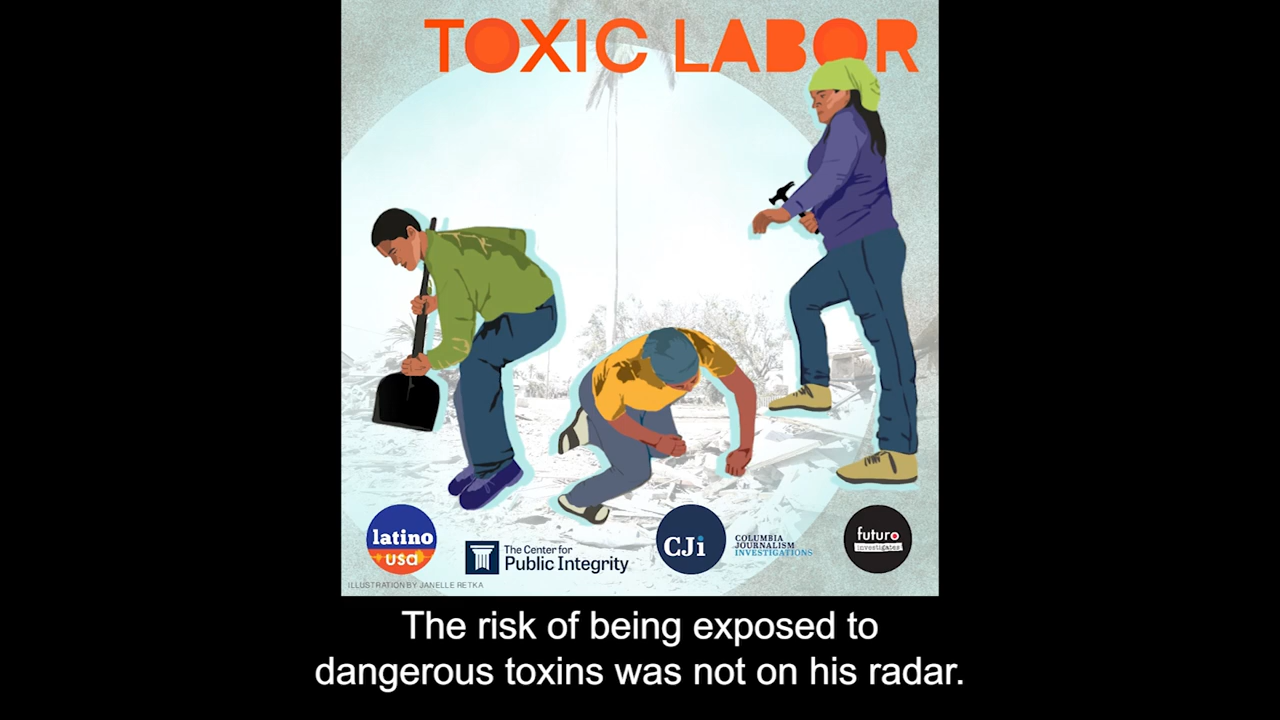 TOXIC LABOR
latino
usa
The Center for
Public Integrity
CJi
COLUMBIA
JOURNALISM
INVESTIGATIONS
futuro
investigates
ILLUSTRATION BY JANELLE RETKA
The risk of being exposed to
dangerous toxins was not on his radar.